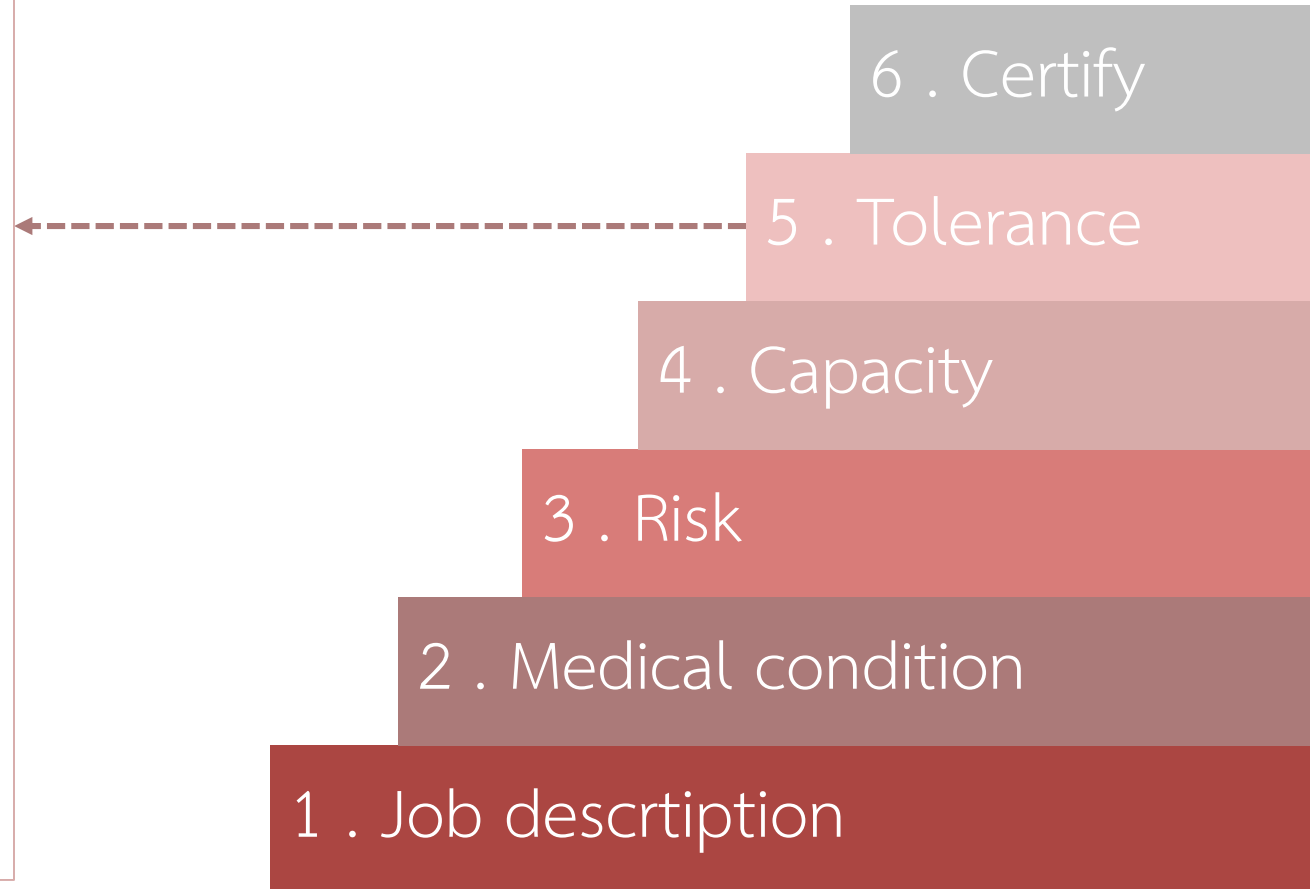 6 . Certify
5 . Tolerance
4 . Capacity
3 . Risk
2 . Medical condition
1 . Job descrtiption